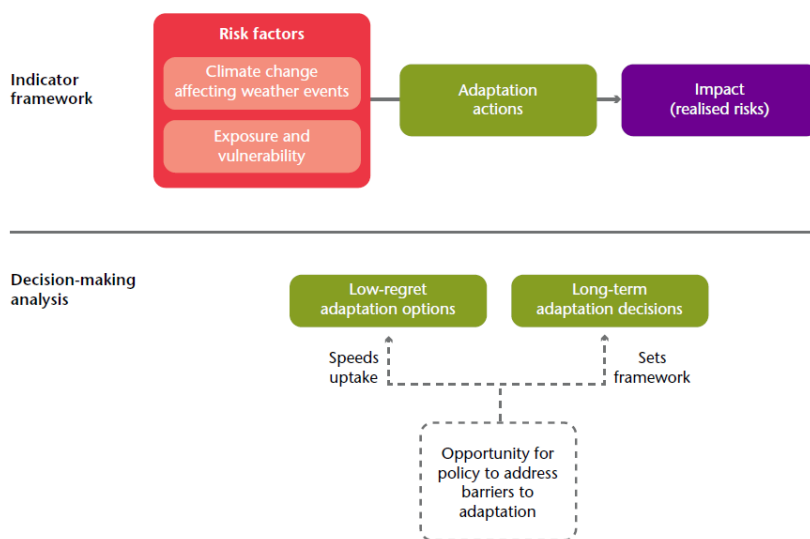 Indicator
framework
Risk factors
Climate change
affecting weather events
Exposure and
vulnerability
Adaptation
actions
Impact
(realised risks)
Decision-making
analysis
Low-regret
adaptation options
Long-term
adaptation decisions
Speeds
uptake
Sets
framework
Opportunity for
policy to address
barriers to
adaptation